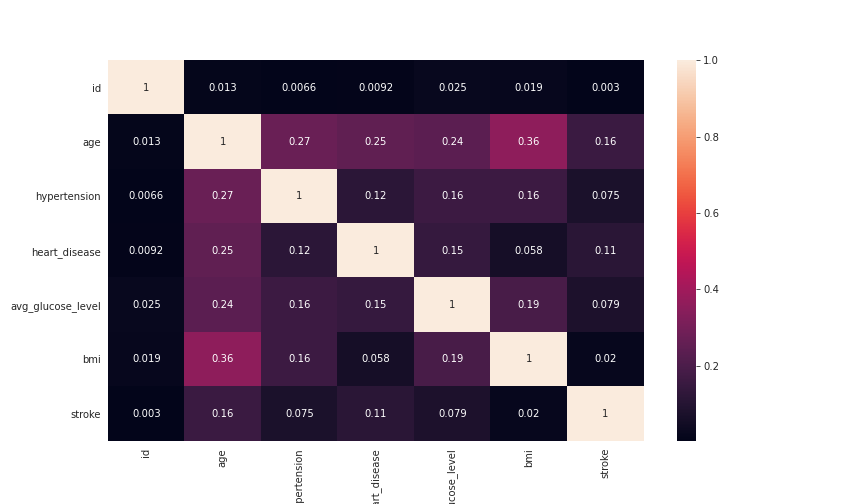 id 1 0.013 0.0066 0.0092 0.025 0.019 0.003
age 0.013 1 0.27 0.25 0.24 0.36 0.16
hypertension 0.0066 0.27 1 0.12 0.16 0.16 0.075
heart_disease 0.0092 0.25 0.12 1 0.15 0.058 0.11
avg_glucose_level 0.025 0.24 0.16 0.15 1 0.19 0.079
bmi 0.019 0.36 0.16 0.058 0.19 1 0.02
stroke 0.003 0.16 0.075 0.11 0.079 0.02 1
id
age
pertension
art_disease
ucose_level
bmi
stroke
1.0
0.8
0.6
0.4
0.2